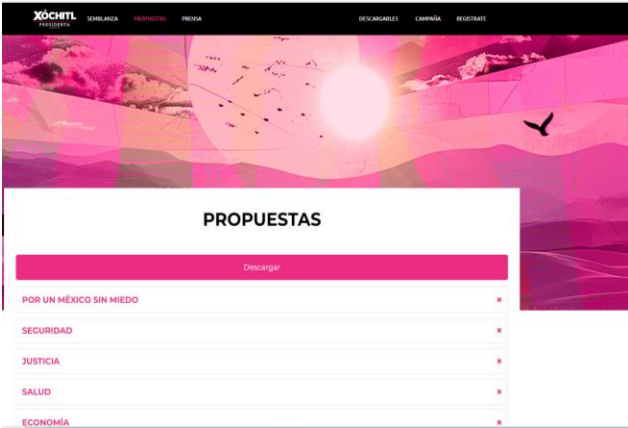 XÓCHITL
PRESIDENTA
SEMBLANZA PROPUESTAS PRENSA DESCARGABLES CAMPAÑA REGISTRATE
PROPUESTAS
Descargar
POR UN MÉXICO SIN MIEDO
SEGURIDAD
JUSTICIA
SALUD
ECONOMÍA